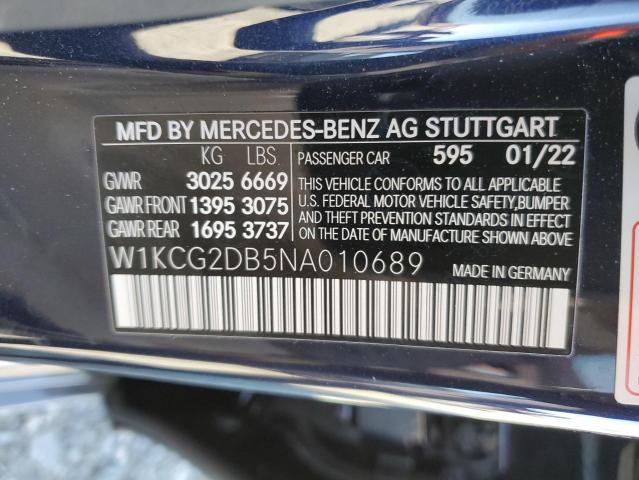 MFD BY MERCEDES-BENZ AG STUTTGART
KG LBS
GVWR 3025 6669
GAWR FRONT 1395 3075
GAWR REAR 1695 3737
PASSENGER CAR 595 01/22
THIS VEHICLE CONFORMS TO ALL APPLICABLE
U.S. FEDERAL MOTOR VEHICLE SAFETY,BUMPER
AND THEFT PREVENTION STANDARDS IN EFFECT
ON THE DATE OF MANUFACTURE SHOWN ABOVE.
W1KCG2DB5NA010689
MADE IN GERMANY